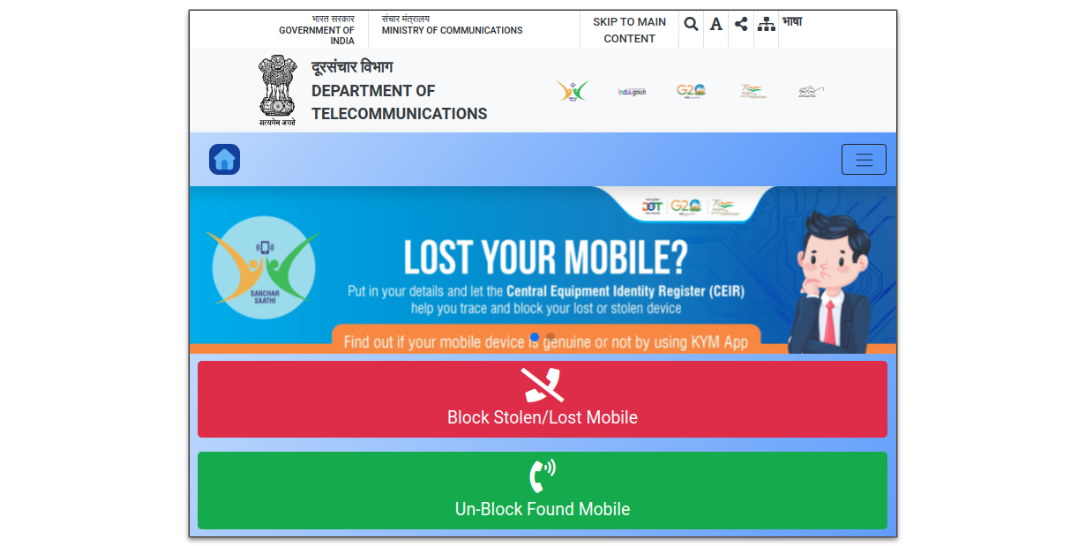 भारत सरकार
GOVERNMENT OF
INDIA
संचार मंत्रालय
MINISTRY OF COMMUNICATIONS
SKIP TO MAIN
CONTENT
A
भाषा
सत्यमेव जयते
दूरसंचार विभाग
DEPARTMENT OF
TELECOMMUNICATIONS
india.gov.in
G20
G20
SANCHAR
SAATHI
LOST YOUR MOBILE?
Put in your details and let the Central Equipment Identity Register (CEIR)
help you trace and block your lost or stolen device
Find out if your mobile device is genuine or not by using KYM App
Block Stolen/Lost Mobile
Un-Block Found Mobile